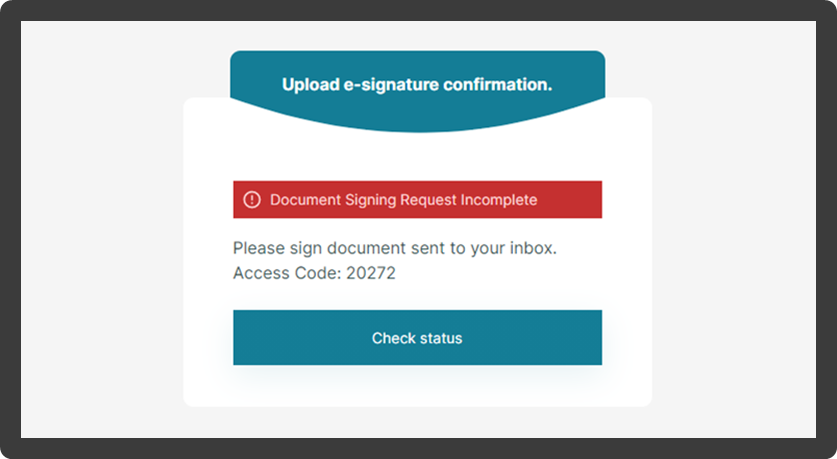 Upload e-signature confirmation.
Document Signing Request Incomplete
Please sign document sent to your inbox.
Access Code: 20272
Check status